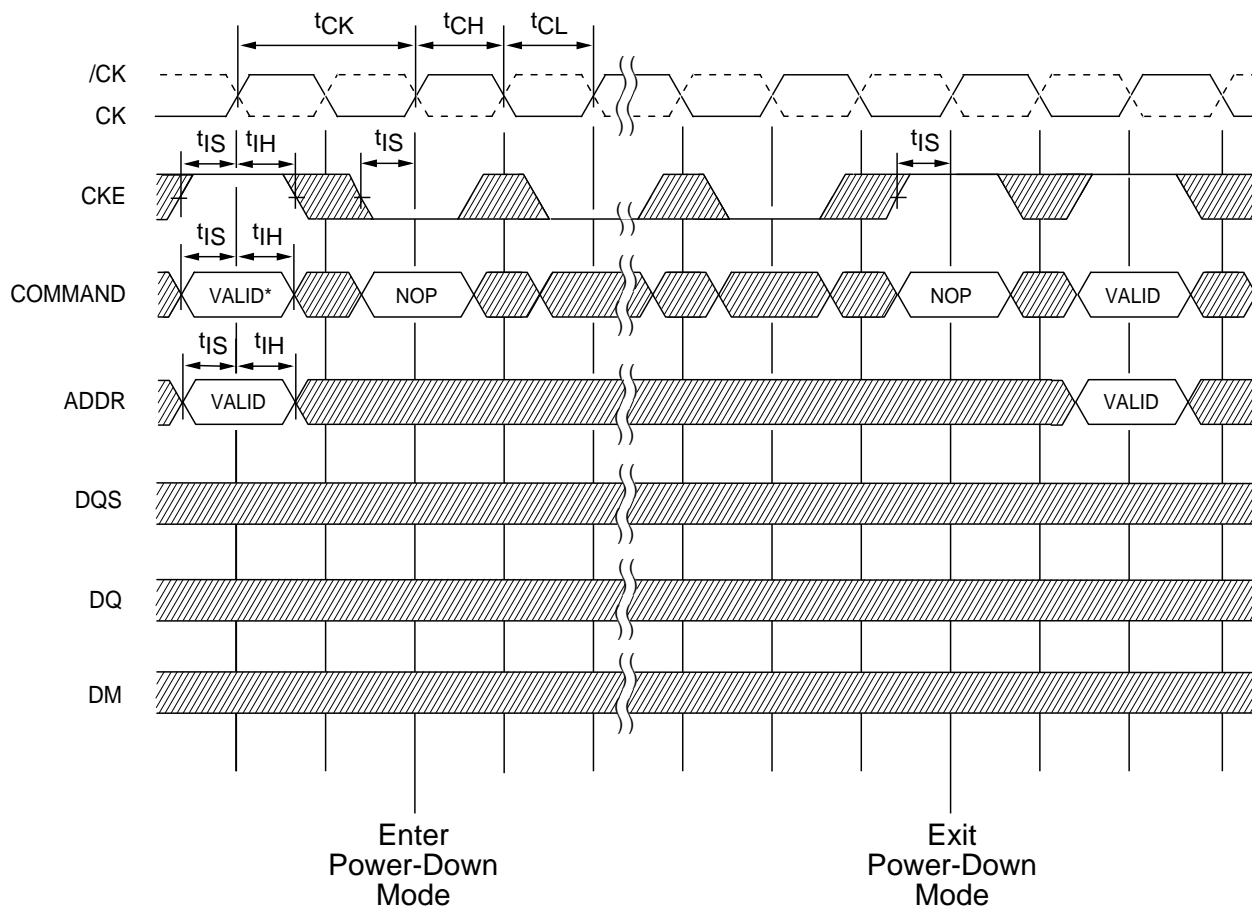 tCK tCH tCL
/CK
CK
tIS tIH tIS tIS
CKE
tIS tIH
COMMAND VALID* NOP NOP VALID
tIS tIH
ADDR VALID VALID
DQS
DQ
DM
Enter Exit
Power-Down Power-Down
Mode Mode